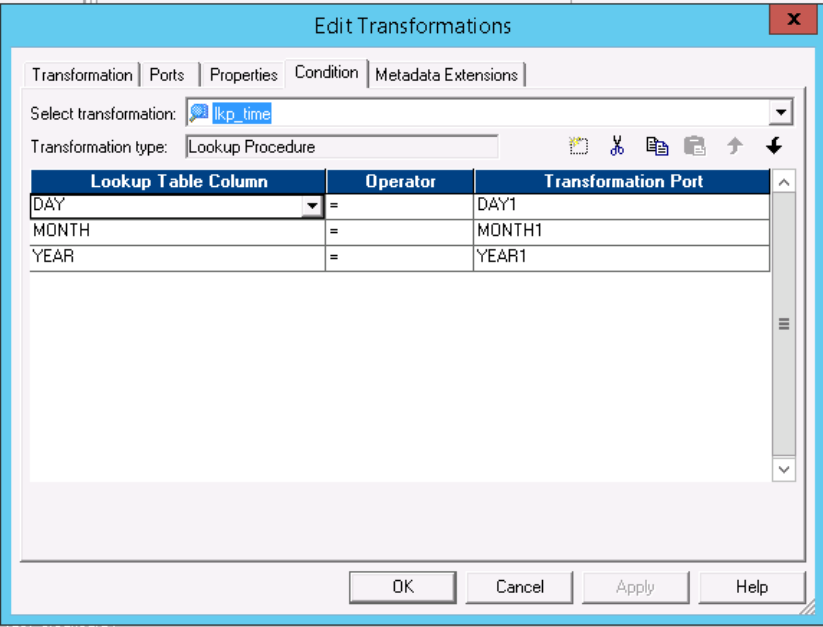 Edit Transformations
x
Transformation Ports Properties Condition Metadata Extensions
Select transformation: lkp_time
Transformation type: Lookup Procedure
Lookup Table Column Operator Transformation Port
DAY = DAY1
MONTH = MONTH1
YEAR = YEAR1
OK Cancel Apply Help